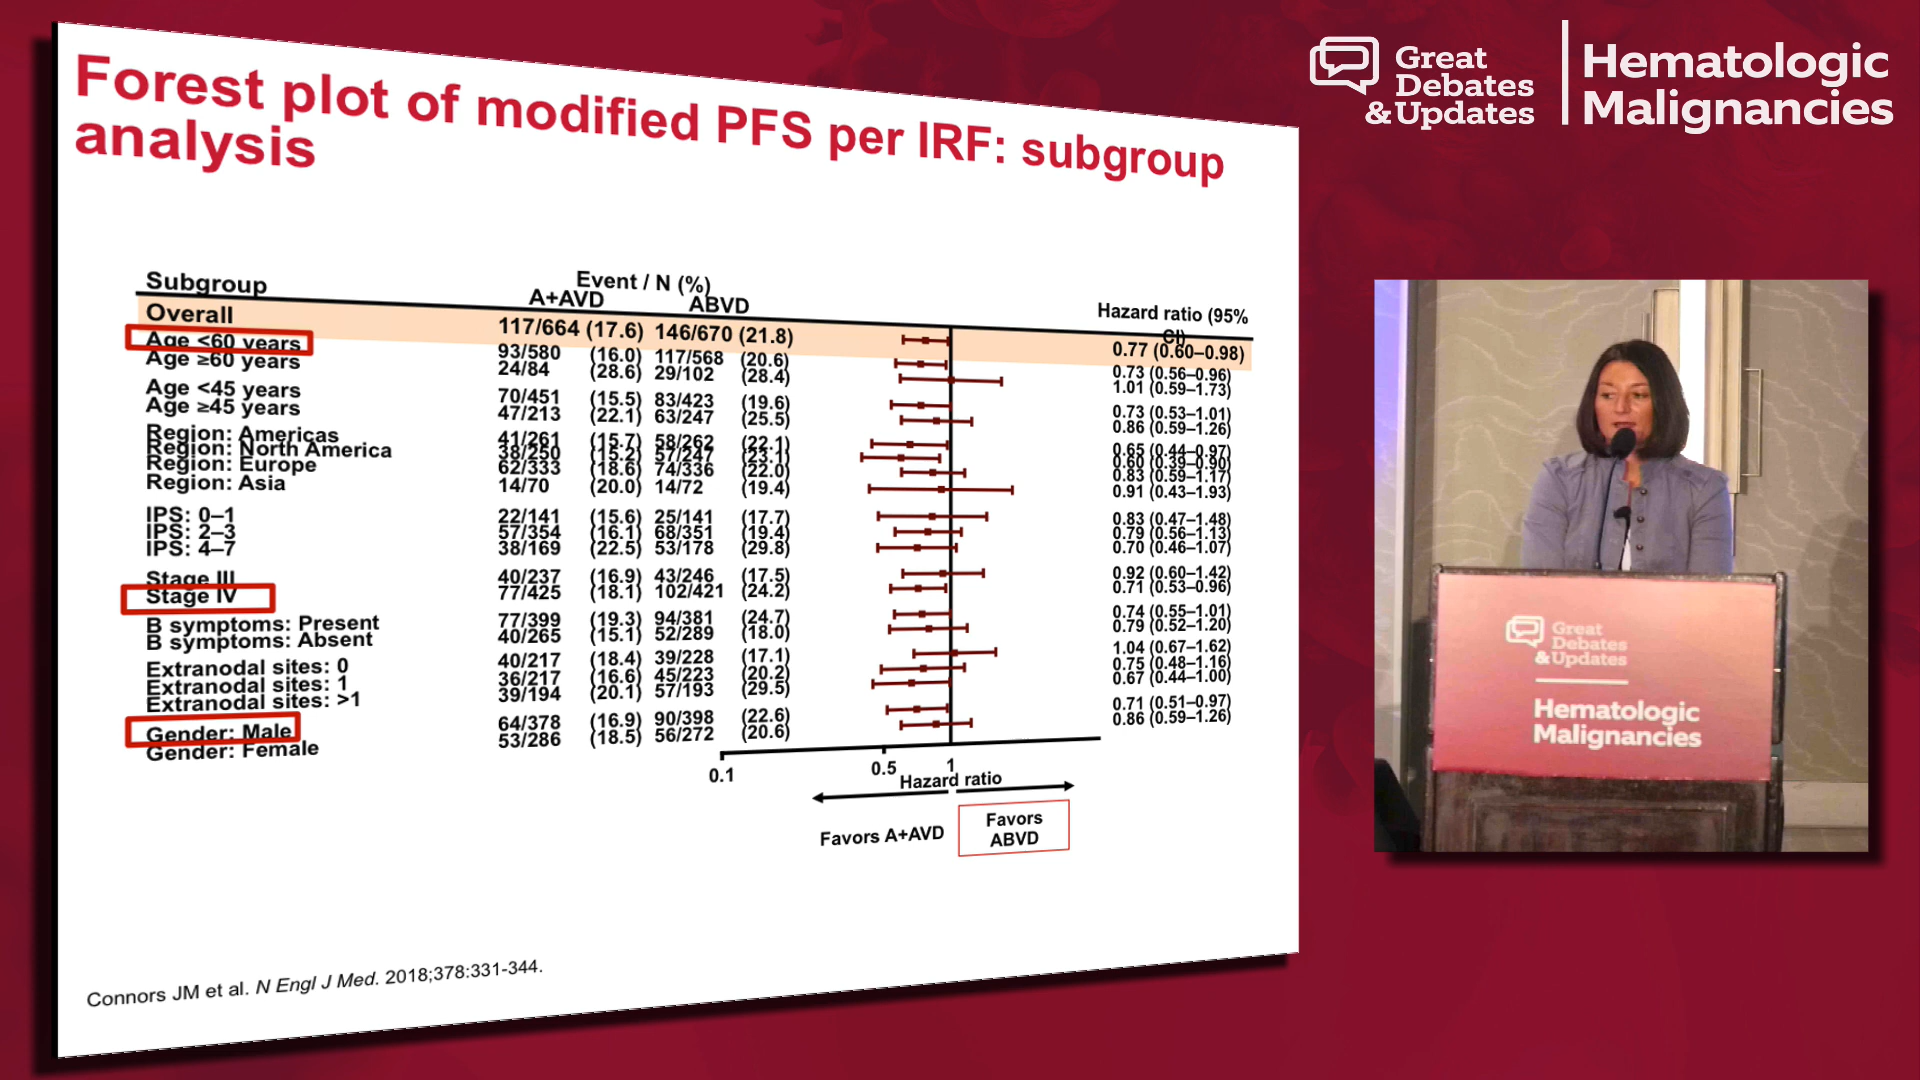 Forest plot of modified PFS per IRF: subgroup
analysis
Great
Debates
&Updates
Hematologic
Malignancies
Subgroup
Event / N (%)
A+AVD
ABVD
Hazard ratio (95%
CI)
Overall 117/664 (17.6) 146/670 (21.8) 0.77 (0.60–0.98)
Age <60 years 93/580 (16.0) 117/568 (20.6) 0.73 (0.56–0.96)
Age ≥60 years 24/84 (28.6) 29/102 (28.4) 1.01 (0.59–1.73)
Age <45 years 70/451 (15.5) 83/423 (19.6) 0.73 (0.53–1.01)
Age ≥45 years 47/213 (22.1) 63/247 (25.5) 0.86 (0.59–1.26)
Region: Americas 41/261 (15.7) 58/262 (22.1) 0.65 (0.44–0.97)
Region: North America 38/250 (15.2) 57/247 (23.1) 0.60 (0.39–0.90)
Region: Europe 62/333 (18.6) 74/336 (22.0) 0.83 (0.59–1.17)
Region: Asia 14/70 (20.0) 14/72 (19.4) 0.91 (0.43–1.93)
IPS: 0–1 22/141 (15.6) 25/141 (17.7) 0.83 (0.47–1.48)
IPS: 2–3 57/354 (16.1) 68/351 (19.4) 0.79 (0.56–1.13)
IPS: 4–7 38/169 (22.5) 53/178 (29.8) 0.70 (0.46–1.07)
Stage III 40/237 (16.9) 43/246 (17.5) 0.92 (0.60–1.42)
Stage IV 77/425 (18.1) 102/421 (24.2) 0.71 (0.53–0.96)
B symptoms: Present 77/399 (19.3) 94/381 (24.7) 0.74 (0.55–1.01)
B symptoms: Absent 40/265 (15.1) 52/289 (18.0) 0.79 (0.52–1.20)
Extranodal sites: 0 40/217 (18.4) 39/228 (17.1) 1.04 (0.67–1.62)
Extranodal sites: 1 36/217 (16.6) 45/223 (20.2) 0.75 (0.48–1.16)
Extranodal sites: >1 39/194 (20.1) 57/193 (29.5) 0.67 (0.44–1.00)
Gender: Male 64/378 (16.9) 90/398 (22.6) 0.71 (0.51–0.97)
Gender: Female 53/286 (18.5) 56/272 (20.6) 0.86 (0.59–1.26)
0.1 0.5 1
Hazard ratio
Favors A+AVD
Favors
ABVD
Connors JM et al. N Engl J Med. 2018;378:331-344.
Great
Debates
&Updates
Hematologic
Malignancies